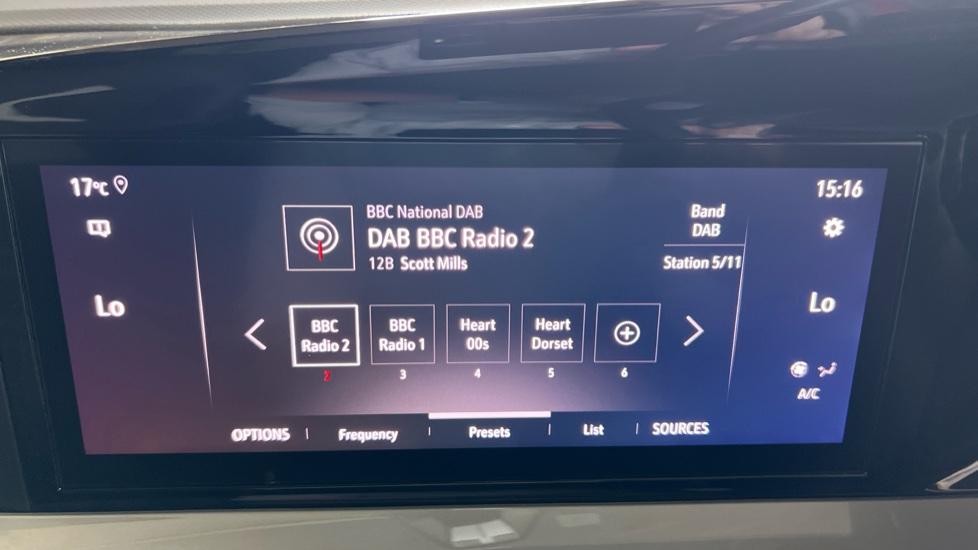 17°C
15:16
BBC National DAB
DAB BBC Radio 2
12B Scott Mills
Band
DAB
Station 5/11
Lo
Lo
BBC
Radio 2
BBC
Radio 1
Heart
00s
Heart
Dorset
2
3
4
5
6
A/C
OPTIONS
Frequency
Presets
List
SOURCES